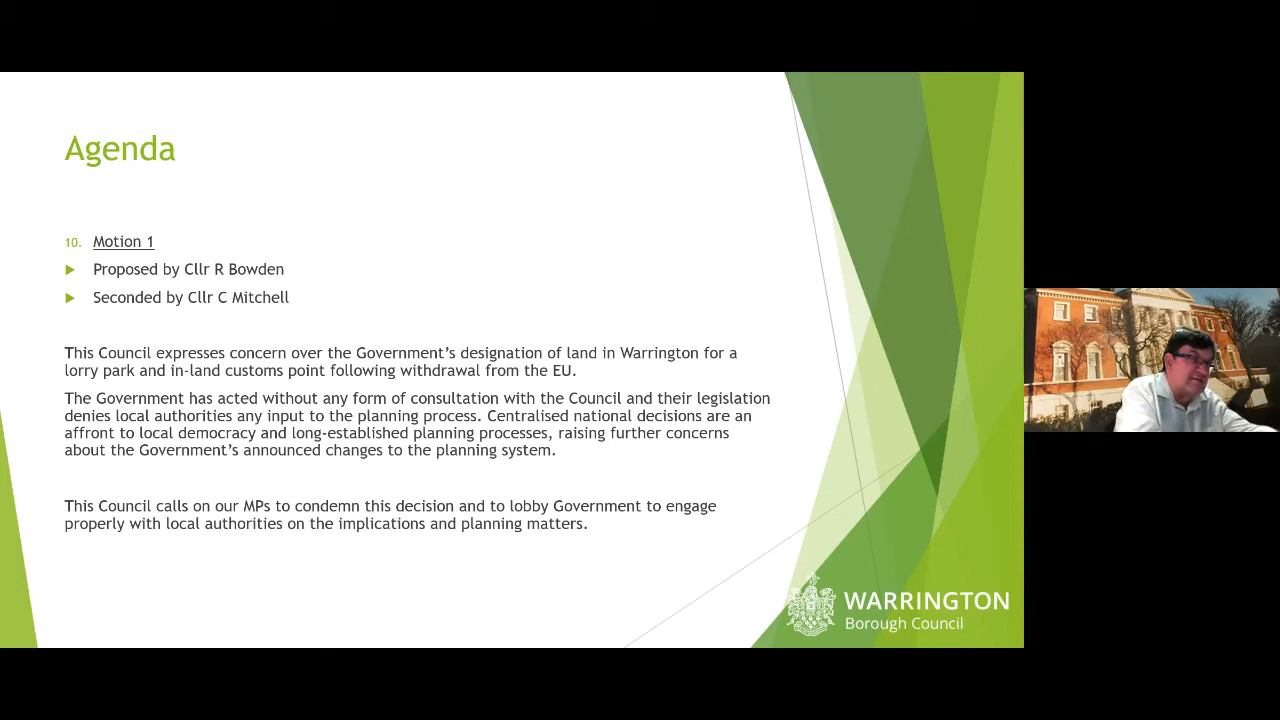 Agenda
10. Motion 1
Proposed by Cllr R Bowden
Seconded by Cllr C Mitchell
This Council expresses concern over the Government’s designation of land in Warrington for a
lorry park and in-land customs point following withdrawal from the EU.
The Government has acted without any form of consultation with the Council and their legislation
denies local authorities any input to the planning process. Centralised national decisions are an
affront to local democracy and long-established planning processes, raising further concerns
about the Government’s announced changes to the planning system.
This Council calls on our MPs to condemn this decision and to lobby Government to engage
properly with local authorities on the implications and planning matters.
WARRINGTON
Borough Council